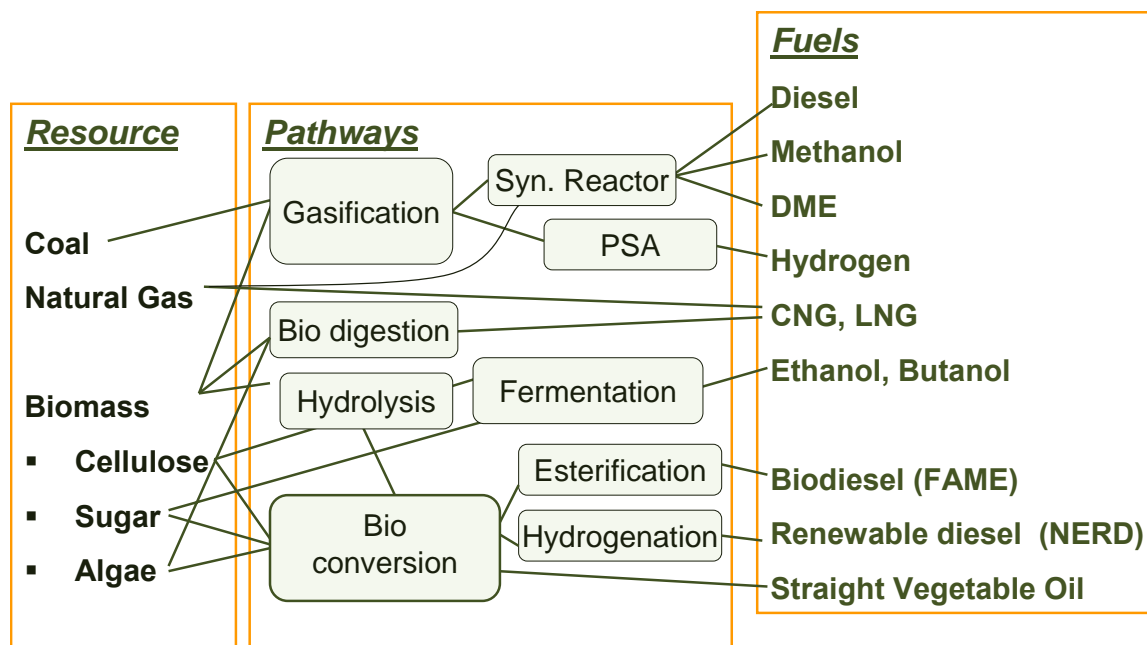 Resource
Coal
Natural Gas
Biomass
▪ Cellulose
▪ Sugar
▪ Algae
Pathways
Gasification
Syn. Reactor
PSA
Bio digestion
Hydrolysis
Fermentation
Esterification
Bio
conversion
Hydrogenation
Fuels
Diesel
Methanol
DME
Hydrogen
CNG, LNG
Ethanol, Butanol
Biodiesel (FAME)
Renewable diesel (NERD)
Straight Vegetable Oil